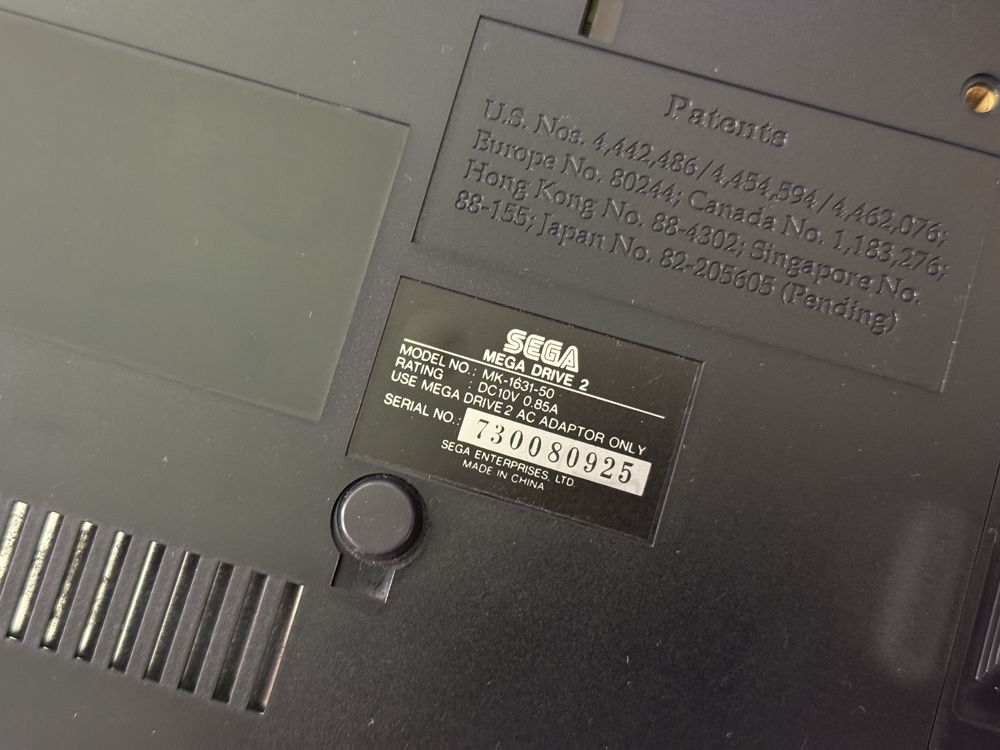 Patents
U.S. Nos. 4,442,486/4,454,594/4,462,076;
Europe No. 80244; Canada No. 1,183,276;
Hong Kong No. 88-4302; Singapore No.
88-155; Japan No. 82-205605 (Pending)
SEGA
MEGA DRIVE 2
MODEL NO.: MK-1631-50
RATING : DC10V 0.85A
USE MEGA DRIVE 2 AC ADAPTOR ONLY
SERIAL NO.: 730080925
SEGA ENTERPRISES, LTD.
MADE IN CHINA